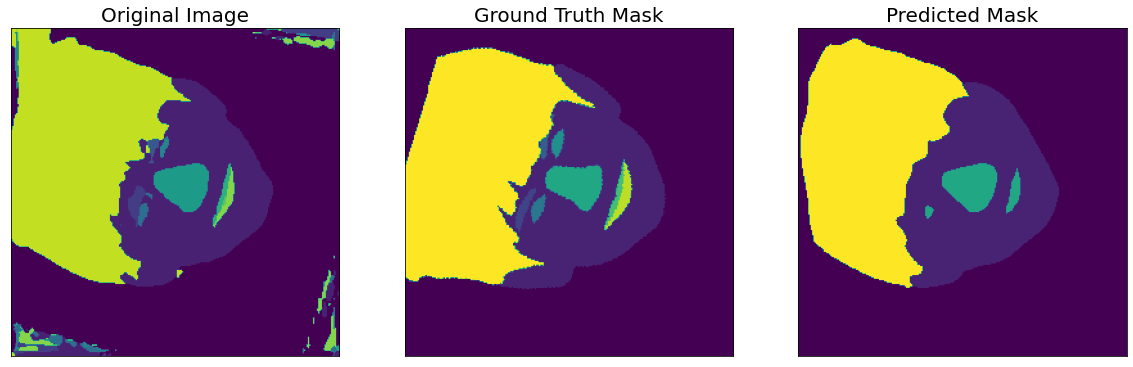 Original Image
Ground Truth Mask
Predicted Mask